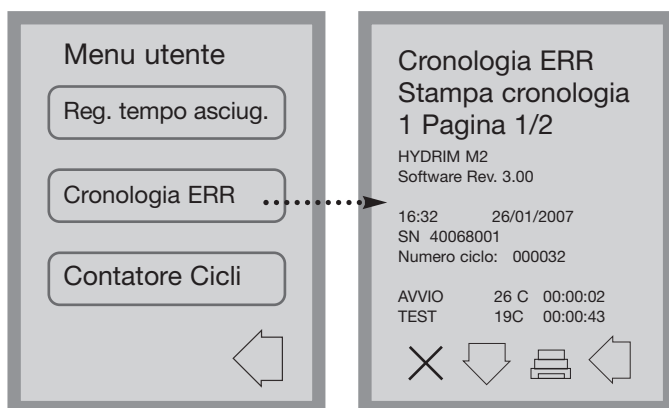 Menu utente
Reg. tempo asciug.
Cronologia ERR
Contatore Cicli
Cronologia ERR
Stampa cronologia
1 Pagina 1/2
HYDRIM M2
Software Rev. 3.00
16:32 26/01/2007
SN 40068001
Numero ciclo: 000032
AVVIO 26 C 00:00:02
TEST 19C 00:00:43